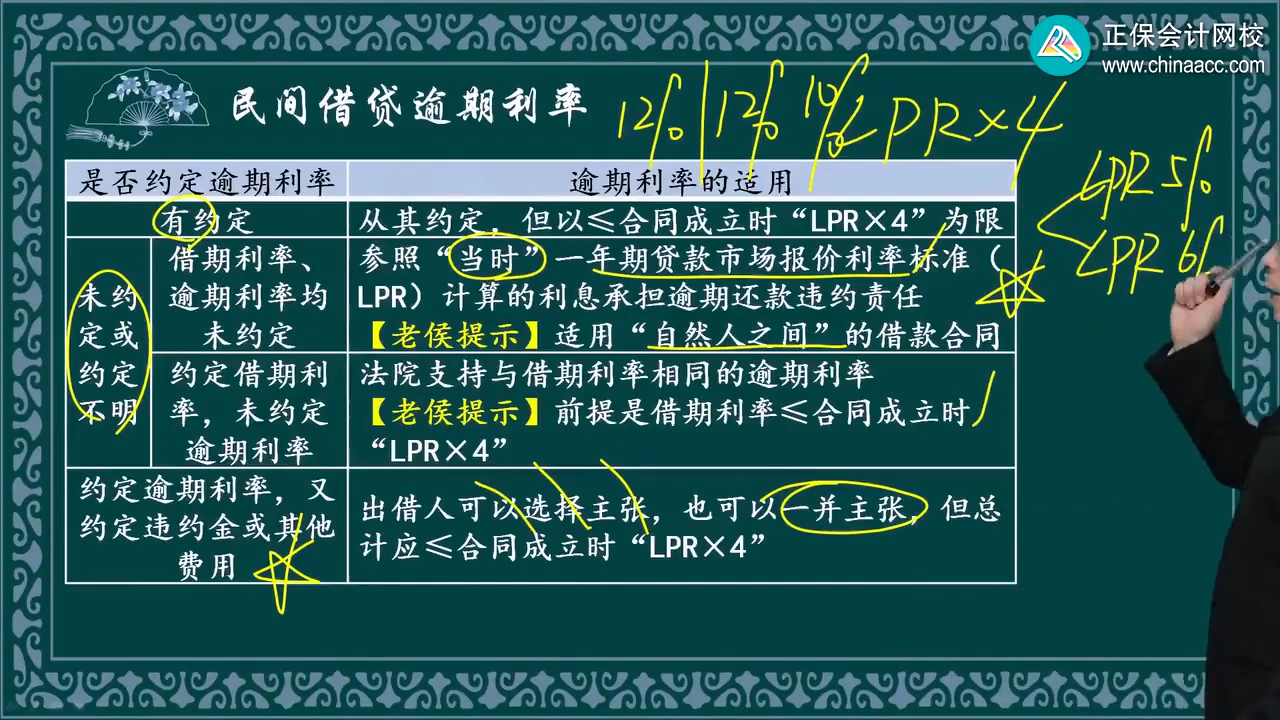 正保会计网校
www.chinaacc.com
民间借贷逾期利率
12% 12% 10% LPR×4
LPR 5%
LPR 6%
是否约定逾期利率
逾期利率的适用
有约定
从其约定，但以≤合同成立时“LPR×4”为限
未约
定或
约定
不明
借期利率、
逾期利率均
未约定
参照“当时”一年期贷款市场报价利率标准（
LPR）计算的利息承担逾期还款违约责任
【老侯提示】适用“自然人之间”的借款合同
约定借期利
率，未约定
逾期利率
法院支持与借期利率相同的逾期利率
【老侯提示】前提是借期利率≤合同成立时
“LPR×4”
约定逾期利率，又
约定违约金或其他
费用
出借人可以选择主张，也可以一并主张，但总
计应≤合同成立时“LPR×4”